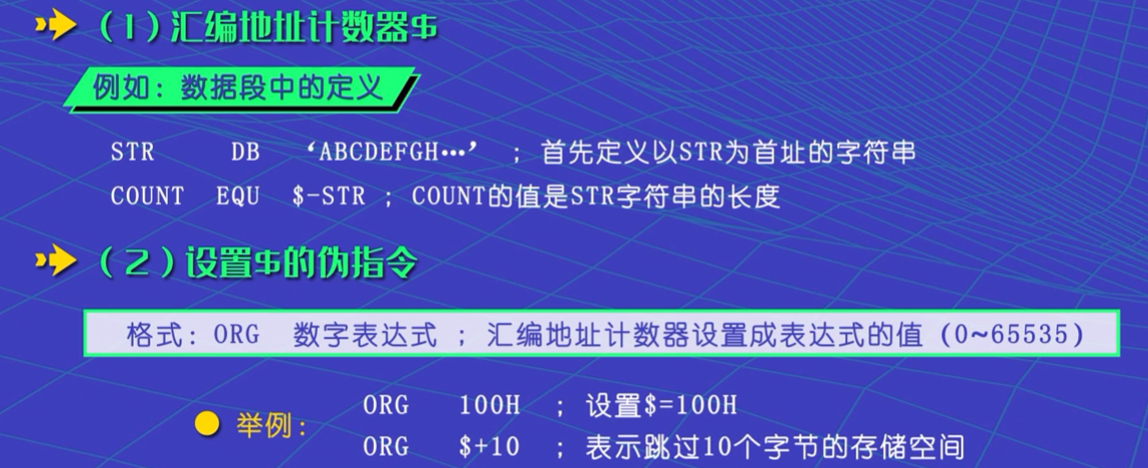 （1）汇编地址计数器$
例如：数据段中的定义
STR DB ‘ABCDEFGH…’ ；首先定义以STR为首址的字符串
COUNT EQU $-STR ；COUNT的值是STR字符串的长度
（2）设置$的伪指令
格式：ORG 数字表达式 ；汇编地址计数器设置成表达式的值（0~65535）
举例：
ORG 100H ；设置$=100H
ORG $+10 ；表示跳过10个字节的存储空间